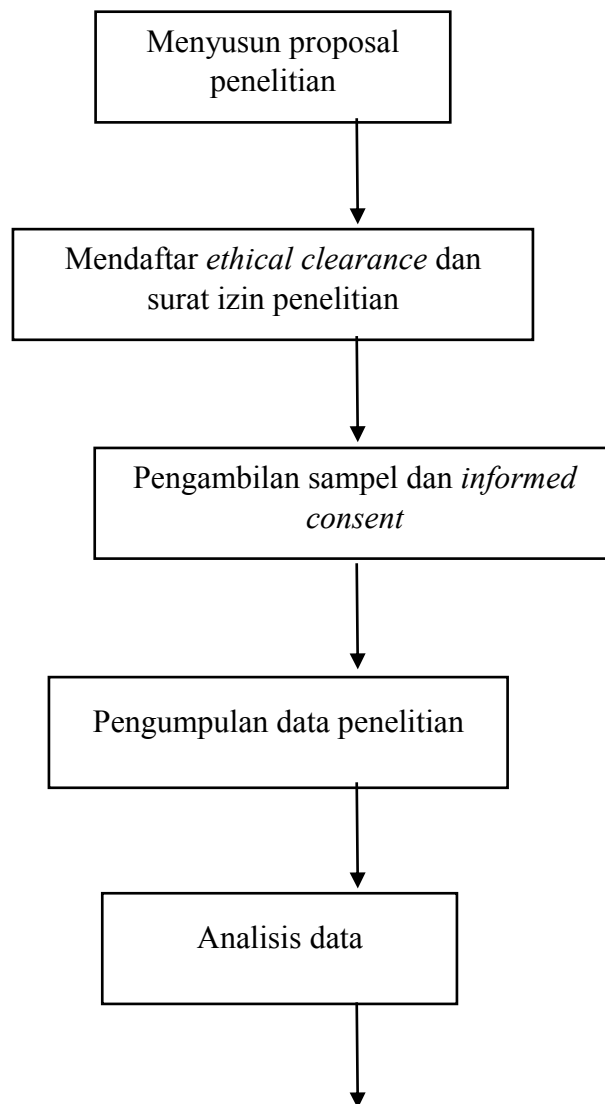 Menyusun proposal
penelitian
Mendaftar ethical clearance dan
surat izin penelitian
Pengambilan sampel dan informed
consent
Pengumpulan data penelitian
Analisis data